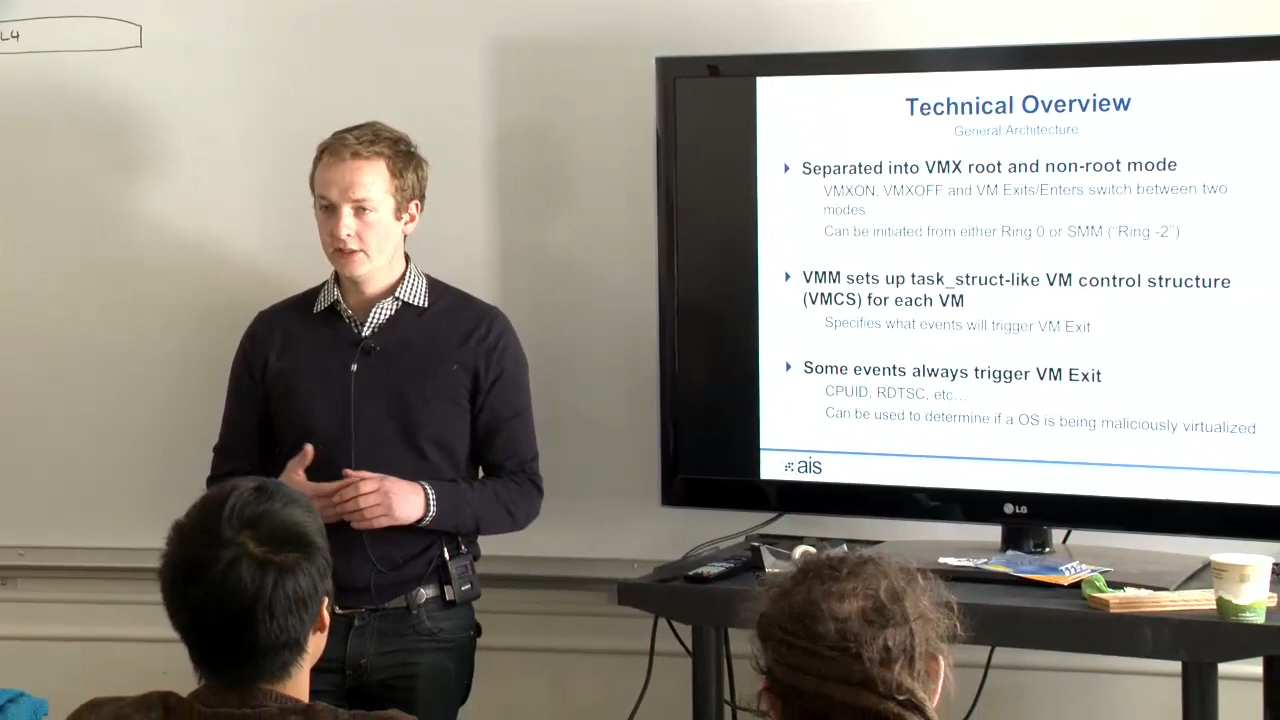 L4
Technical Overview
General Architecture
Separated into VMX root and non-root mode
VMXON, VMXOFF and VM Exits/Enters switch between two
modes
Can be initiated from either Ring 0 or SMM ("Ring -2")
VMM sets up task_struct-like VM control structure
(VMCS) for each VM
Specifies what events will trigger VM Exit
Some events always trigger VM Exit
CPUID, RDTSC, etc...
Can be used to determine if a OS is being maliciously virtualized
ais
LG